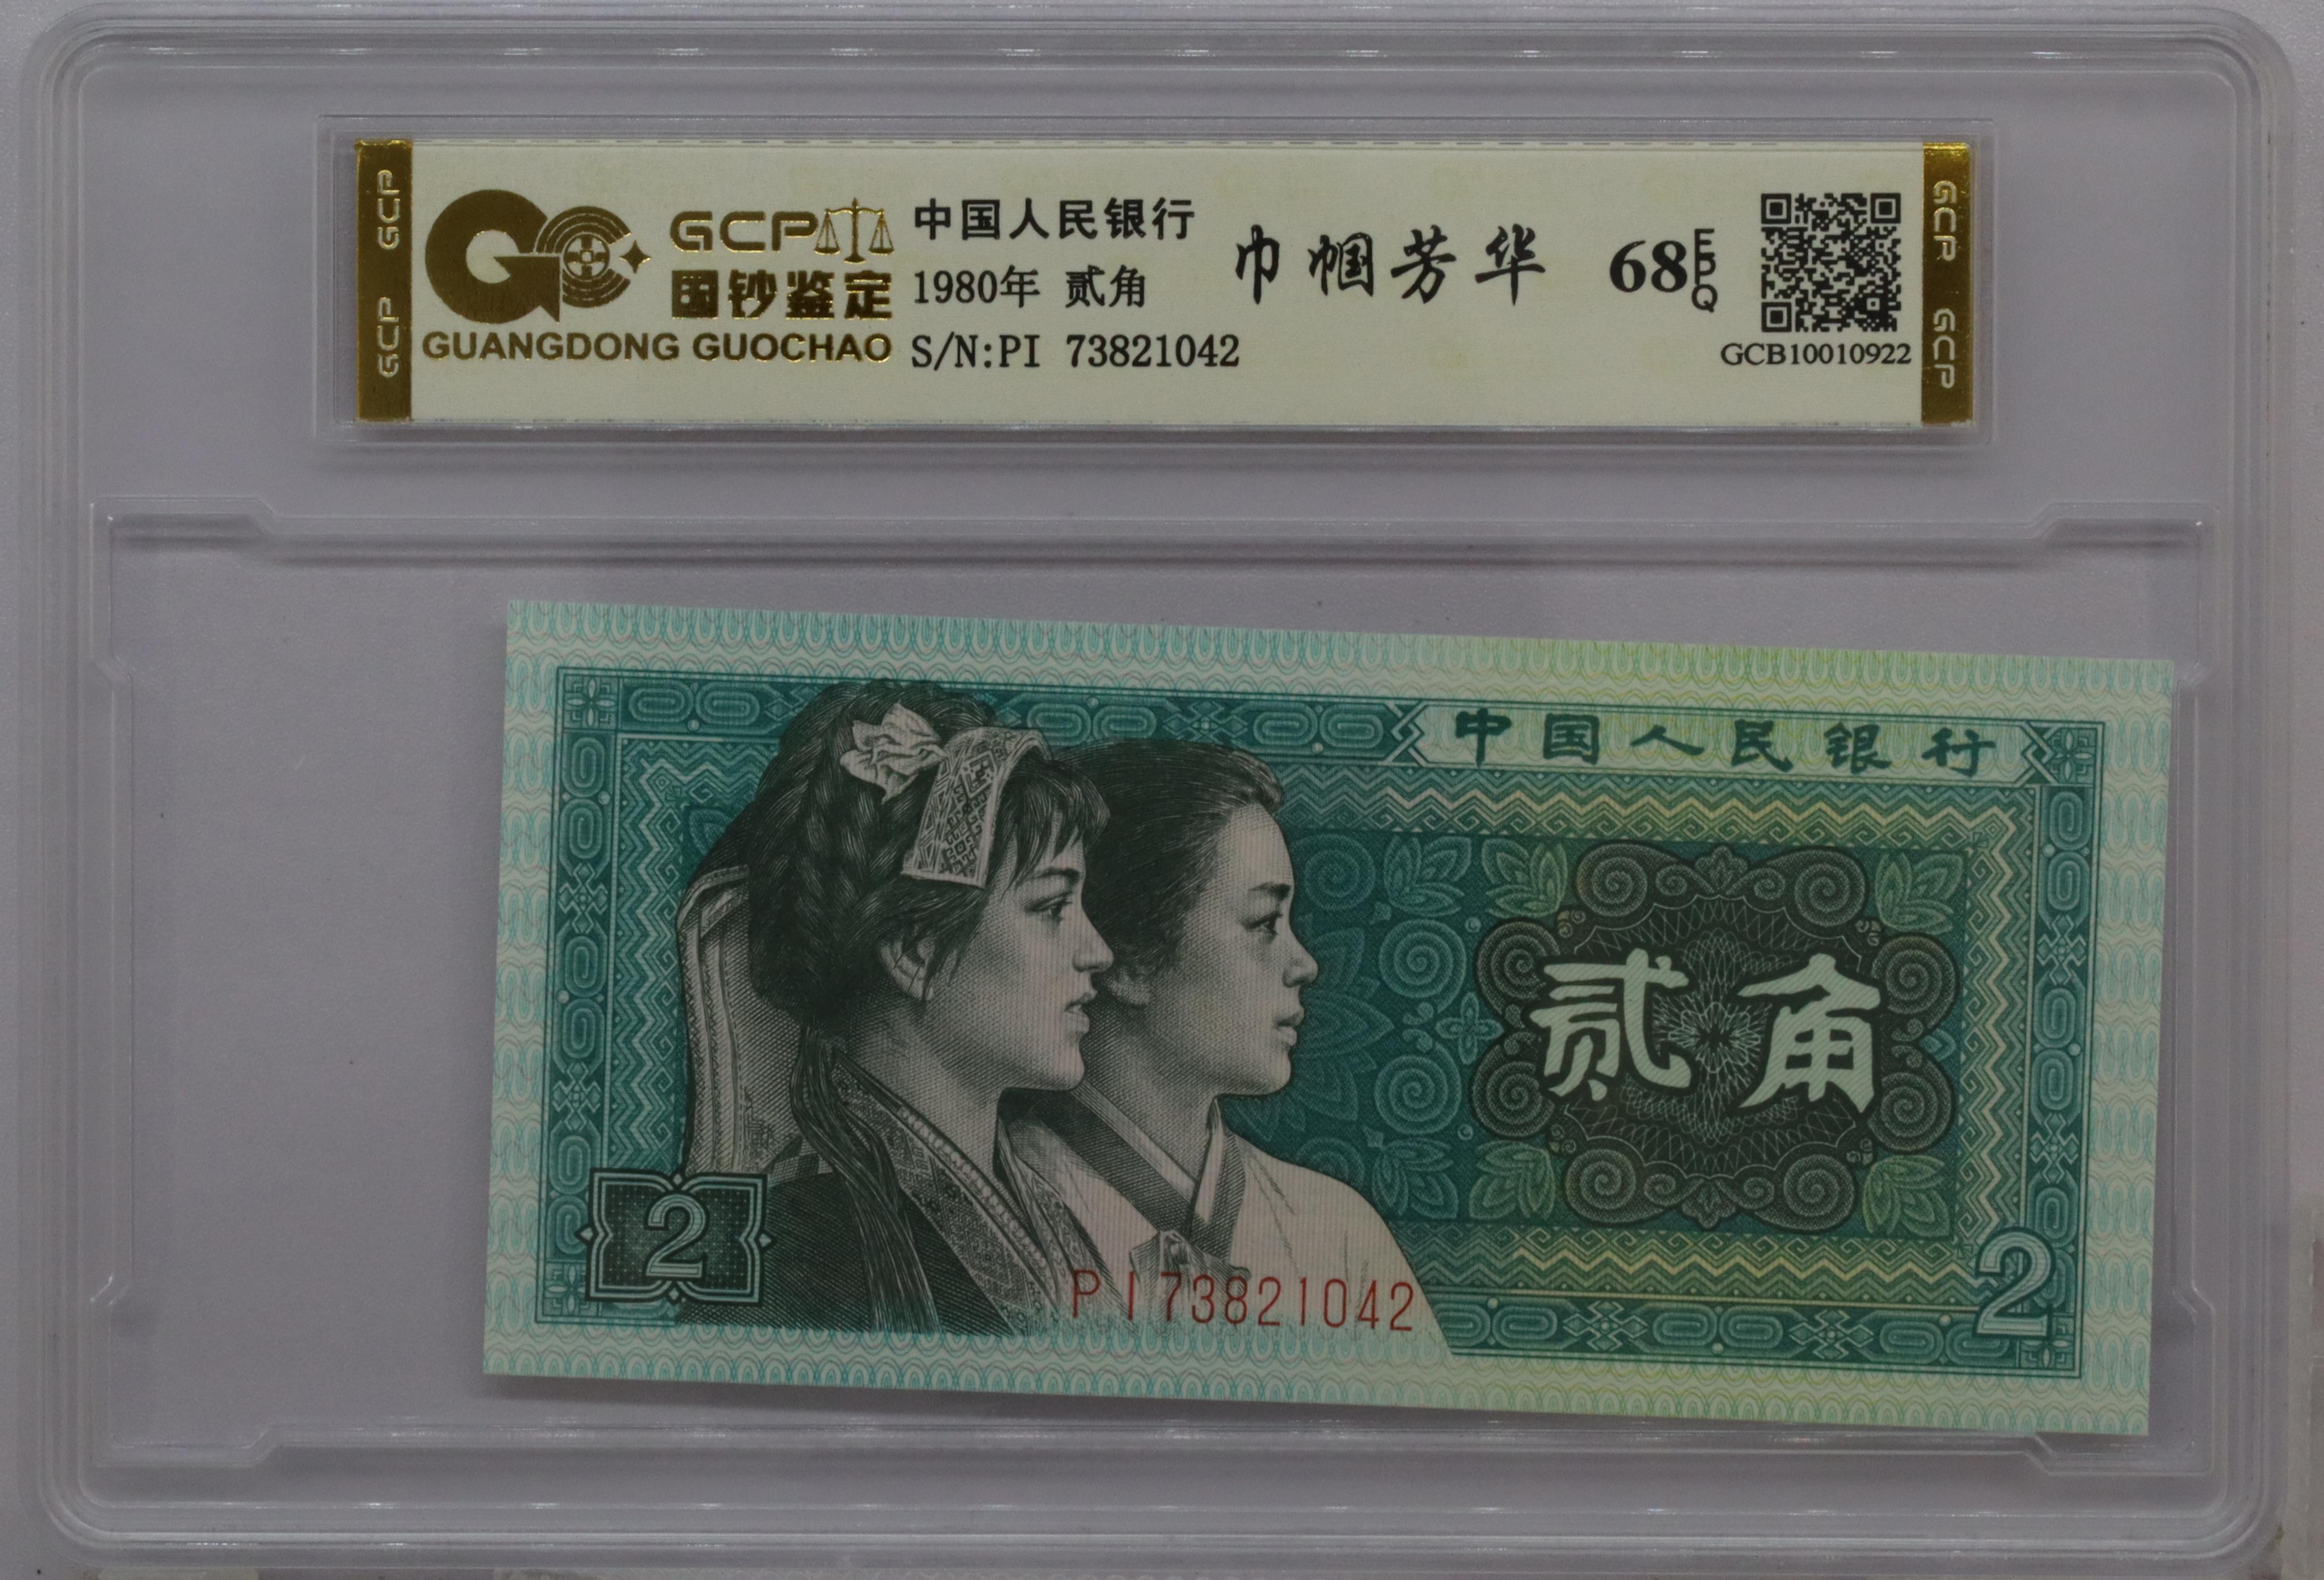 GCP GCP
GCP
国钞鉴定
GUANGDONG GUOCHAO
中国人民银行
1980年 贰角
S/N:PI 73821042
巾帼芳华
68EPQ
GCB10010922
GCP GCP
中国人民银行
贰角
2
PI73821042
2